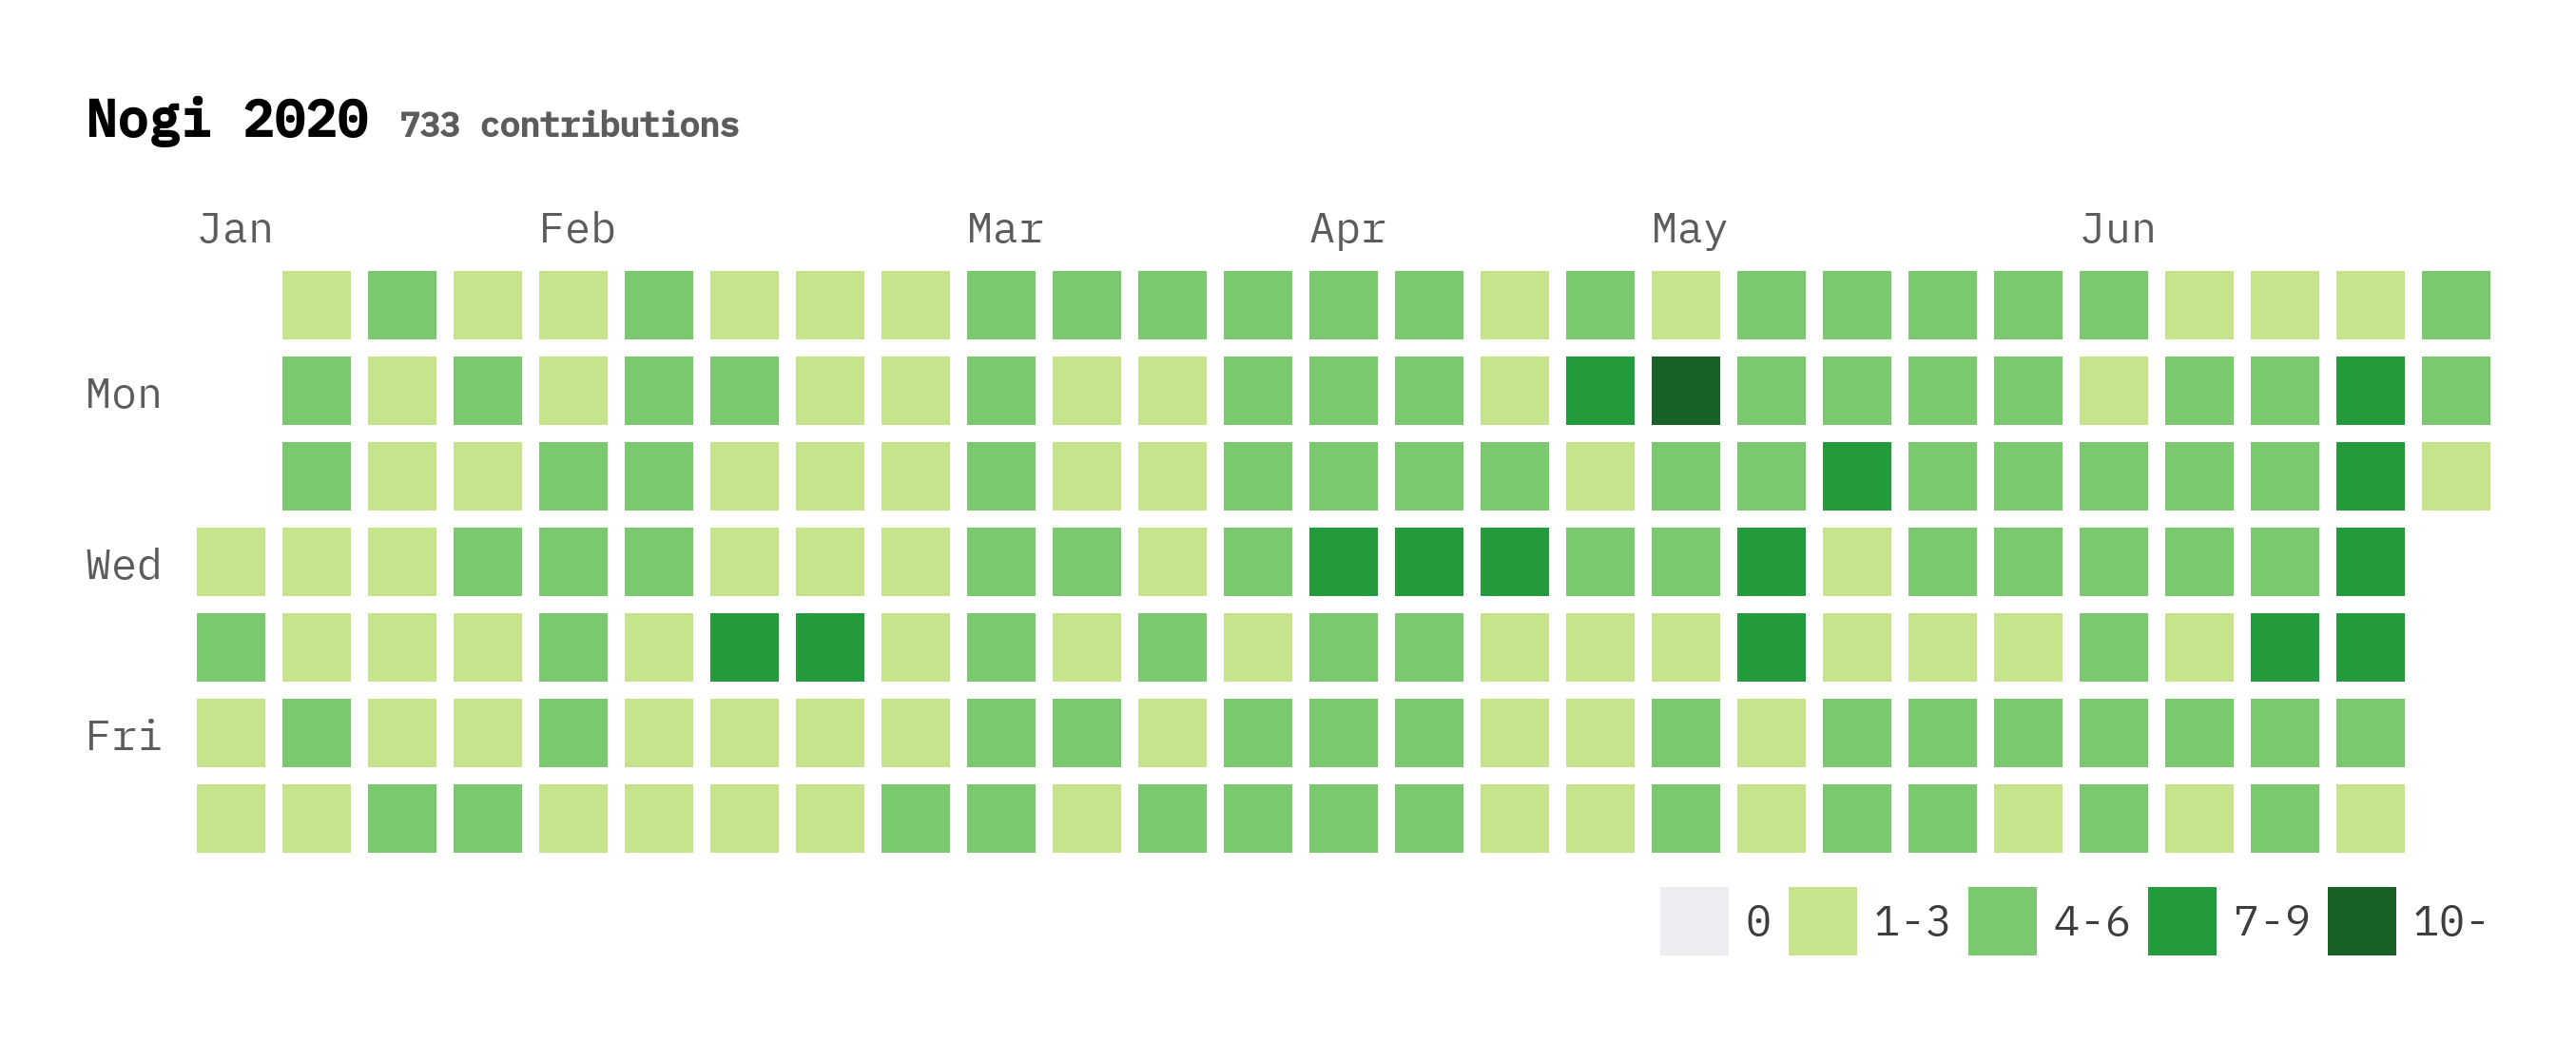 Nogi 2020 733 contributions
Jan Feb Mar Apr May Jun
Mon
Wed
Fri
0 1-3 4-6 7-9 10-